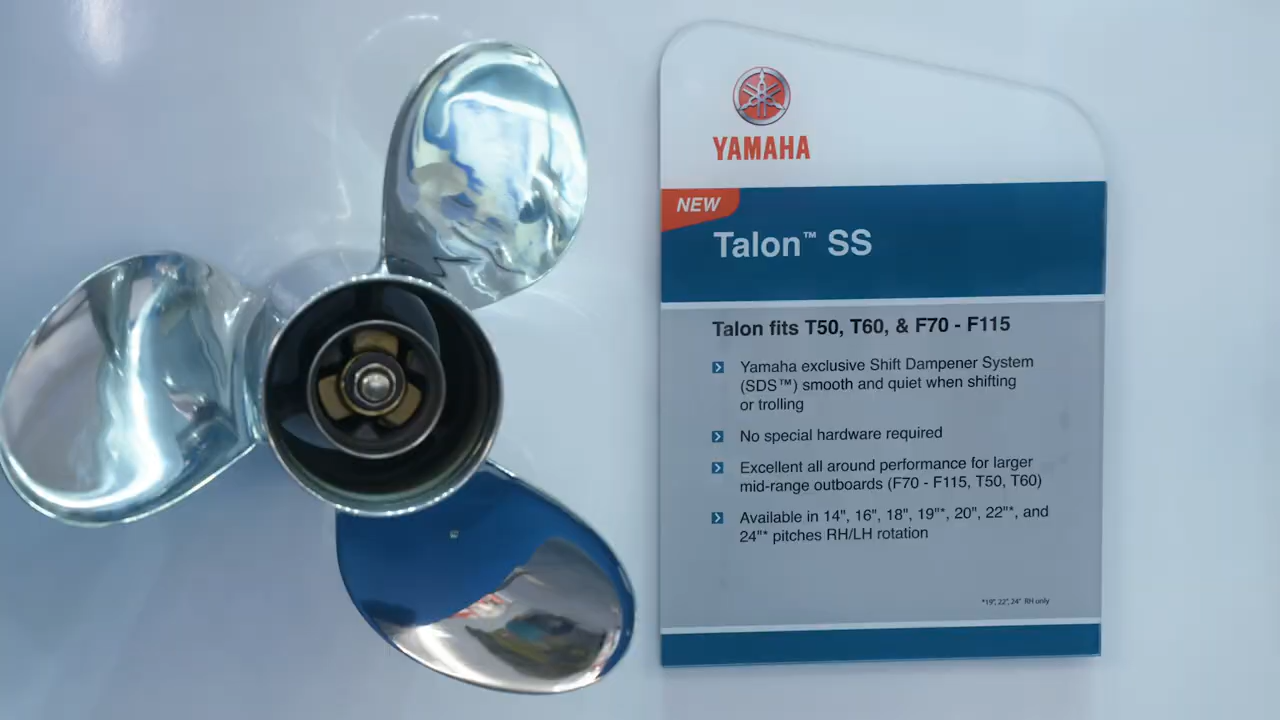 YAMAHA
NEW
Talon™ SS
Talon fits T50, T60, & F70 - F115
Yamaha exclusive Shift Dampener System
(SDS™) smooth and quiet when shifting
or trolling
No special hardware required
Excellent all around performance for larger
mid-range outboards (F70 - F115, T50, T60)
Available in 14", 16", 18", 19"*, 20", 22"*, and
24"* pitches RH/LH rotation
*19", 22", 24" RH only